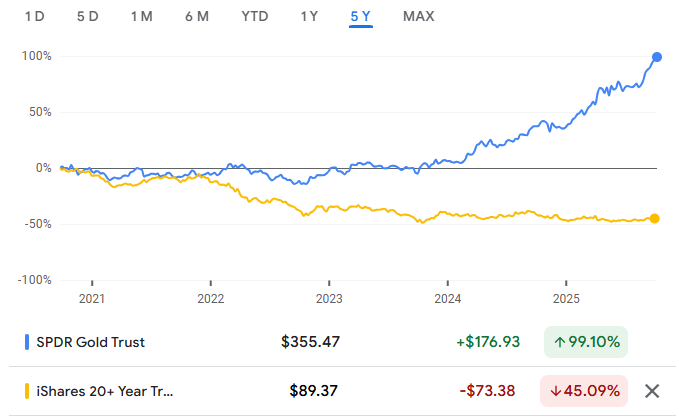 1 D 5 D 1 M 6 M YTD 1 Y 5 Y MAX
100%
50%
0%
-50%
-100%
2021 2022 2023 2024 2025
SPDR Gold Trust $355.47 +$176.93 ↑99.10%
iShares 20+ Year Tr... $89.37 -$73.38 ↓45.09%